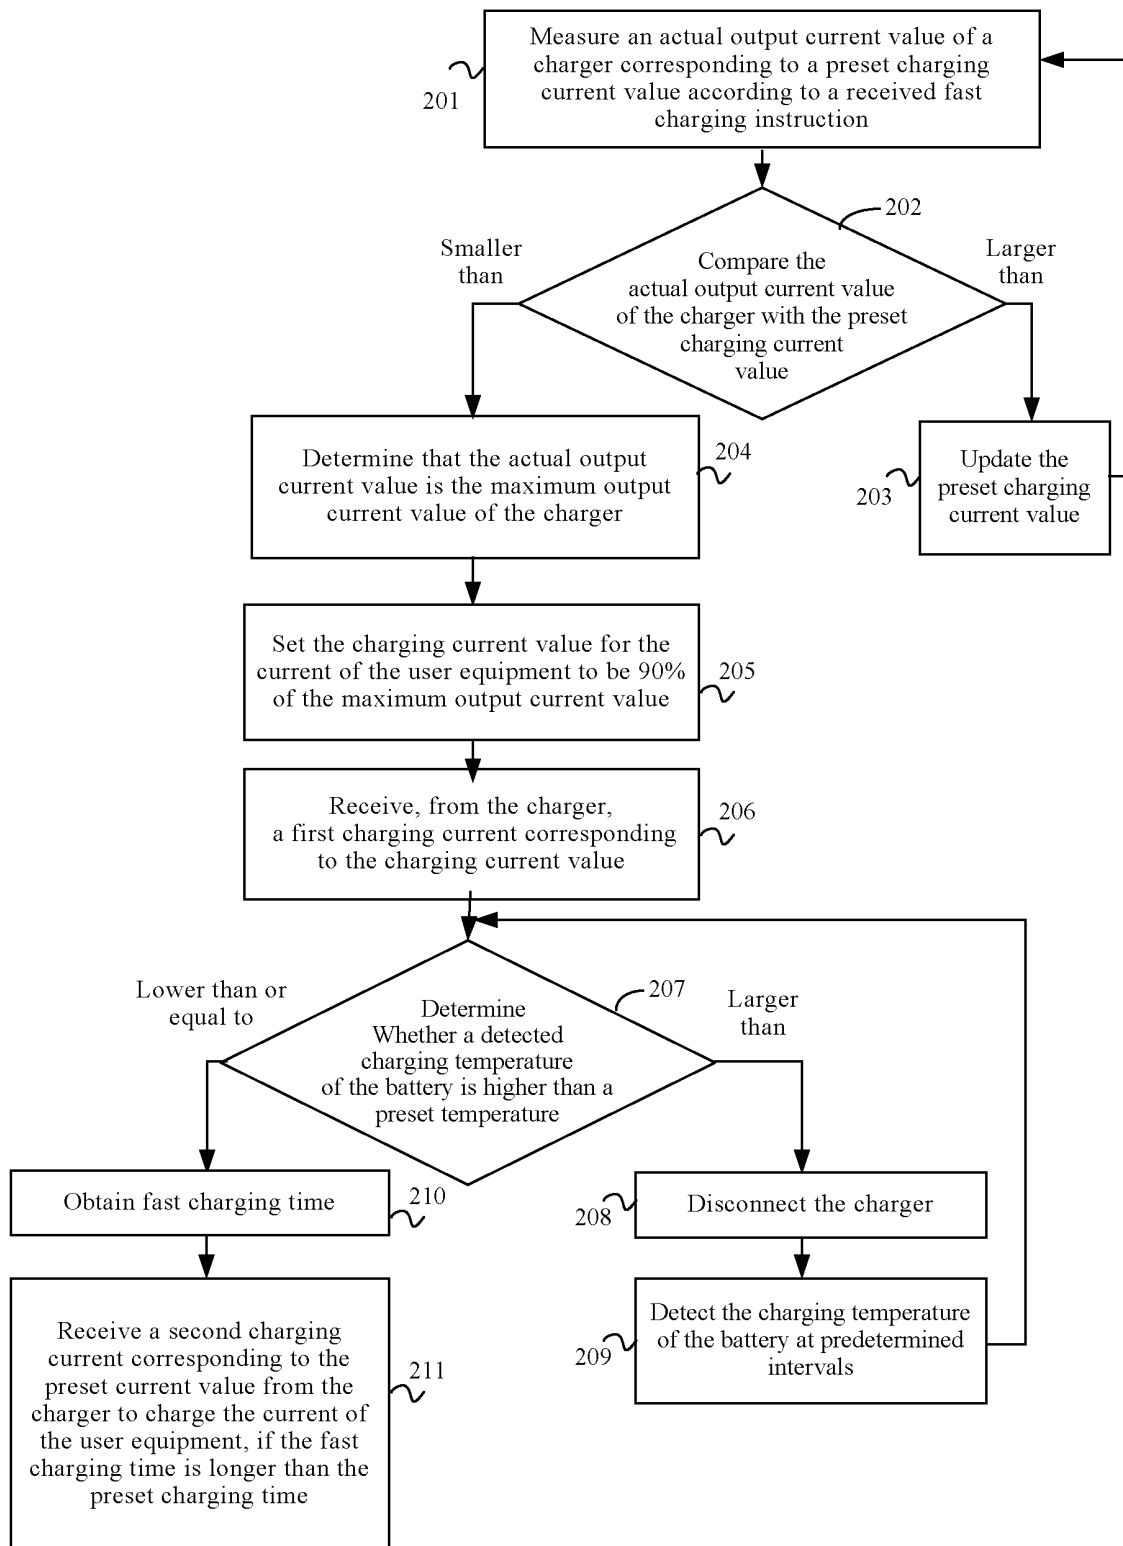 Measure an actual output current value of a
charger corresponding to a preset charging
current value according to a received fast
charging instruction
201
202
Smaller
than
Larger
than
Compare the
actual output current value
of the charger with the preset
charging current
value
Determine that the actual output
current value is the maximum output
current value of the charger
204
Update the
preset charging
current value
203
Set the charging current value for the
current of the user equipment to be 90%
of the maximum output current value
205
Receive, from the charger,
a first charging current corresponding
to the charging current value
206
Lower than or
equal to
207
Larger
than
Determine
Whether a detected
charging temperature
of the battery is higher than a
preset temperature
Obtain fast charging time
210
Disconnect the charger
208
Detect the charging temperature
of the battery at predetermined
intervals
209
Receive a second charging
current corresponding to the
preset current value from the
charger to charge the current of
the user equipment, if the fast
charging time is longer than the
preset charging time
211